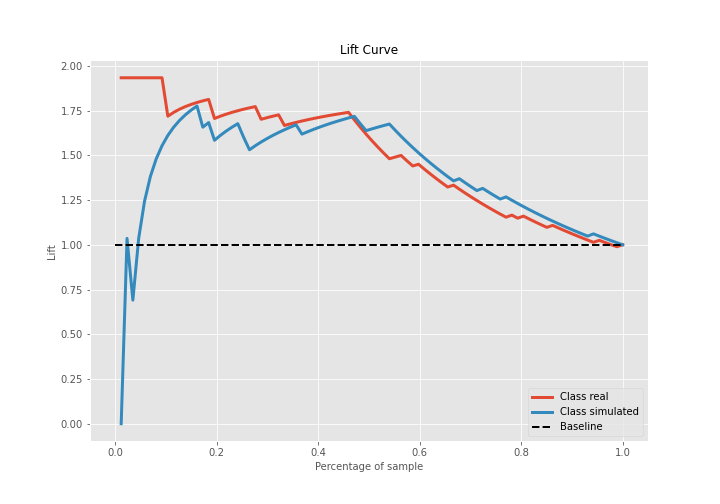 Lift Curve
2.00
1.75
1.50
1.25
1.00
0.75
0.50
0.25
0.00
Lift
0.0 0.2 0.4 0.6 0.8 1.0
Percentage of sample
Class real
Class simulated
Baseline